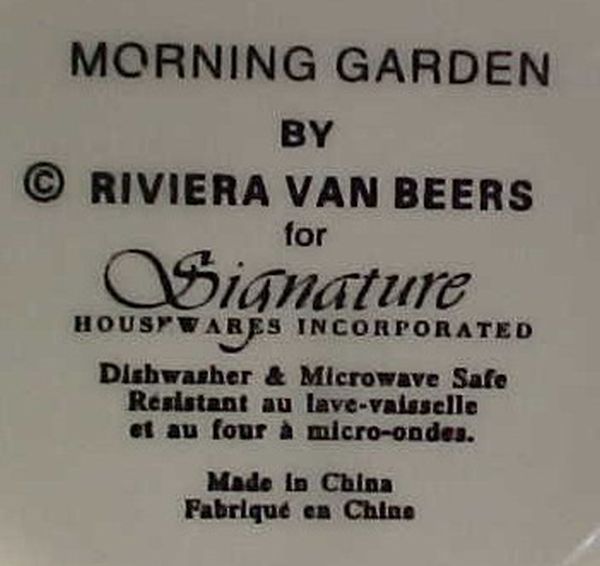 MORNING GARDEN
BY
© RIVIERA VAN BEERS
for
Signature
HOUSEWARES INCORPORATED
Dishwasher & Microwave Safe
Résistant au lave-vaisselle
et au four à micro-ondes.
Made in China
Fabriqué en Chine